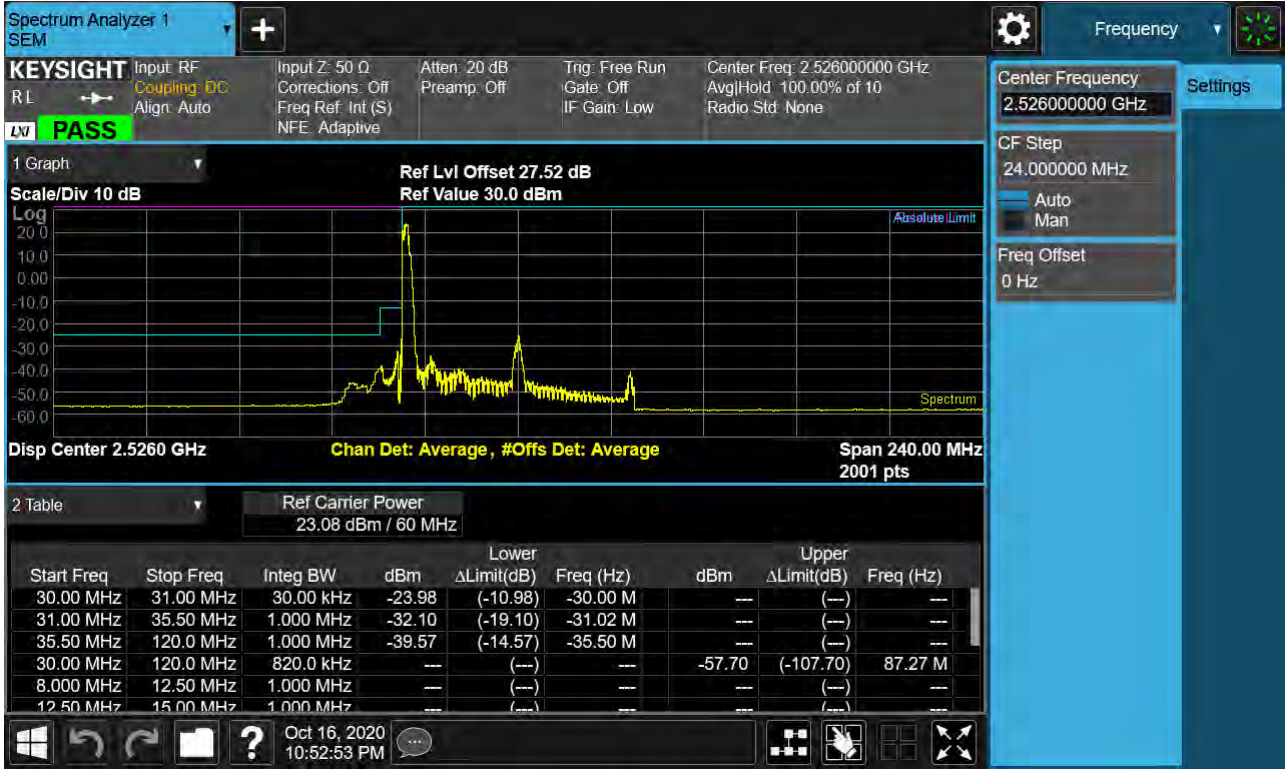 Spectrum Analyzer 1
SEM
Frequency
KEYSIGHT
Input: RF
Coupling: DC
Align: Auto
Input Z: 50 Ω
Corrections: Off
Freq Ref: Int (S)
NFE: Adaptive
Atten: 20 dB
Preamp: Off
Trig: Free Run
Gate: Off
IF Gain: Low
Center Freq: 2.526000000 GHz
Avg|Hold: 100.00% of 10
Radio Std: None
R L
LXI PASS
Center Frequency
2.526000000 GHz
Settings
CF Step
24.000000 MHz
Auto
Man
Freq Offset
0 Hz
1 Graph
Ref Lvl Offset 27.52 dB
Scale/Div 10 dB
Ref Value 30.0 dBm
Log
Absolute Limit
20.0
10.0
0.00
-10.0
-20.0
-30.0
-40.0
-50.0
Spectrum
-60.0
Disp Center 2.5260 GHz
Chan Det: Average, #Offs Det: Average
Span 240.00 MHz
2001 pts
2 Table
Ref Carrier Power
23.08 dBm / 60 MHz
Lower Upper
Start Freq Stop Freq Integ BW dBm ΔLimit(dB) Freq (Hz) dBm ΔLimit(dB) Freq (Hz)
30.00 MHz 31.00 MHz 30.00 kHz -23.98 (-10.98) -30.00 M --- (---) ---
31.00 MHz 35.50 MHz 1.000 MHz -32.10 (-19.10) -31.02 M --- (---) ---
35.50 MHz 120.0 MHz 1.000 MHz -39.57 (-14.57) -35.50 M --- (---) ---
30.00 MHz 120.0 MHz 820.0 kHz --- (---) --- -57.70 (-107.70) 87.27 M
8.000 MHz 12.50 MHz 1.000 MHz --- (---) --- --- (---) ---
12.50 MHz 15.00 MHz 1.000 MHz --- (---) --- --- (---) ---
?
Oct 16, 2020
10:52:53 PM